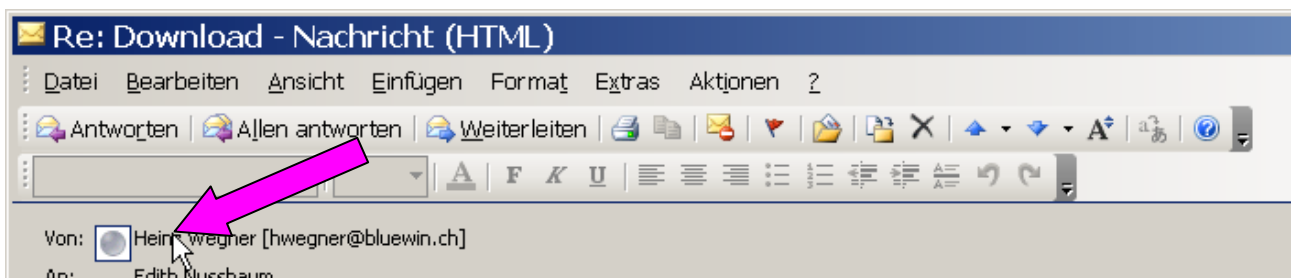 Re: Download - Nachricht (HTML)
Datei Bearbeiten Ansicht Einfügen Format Extras Aktionen ?
Antworten Allen antworten Weiterleiten
A F K U
Von: Wegner [hwegner@bluewin.ch]
An: Edith Nussbaum